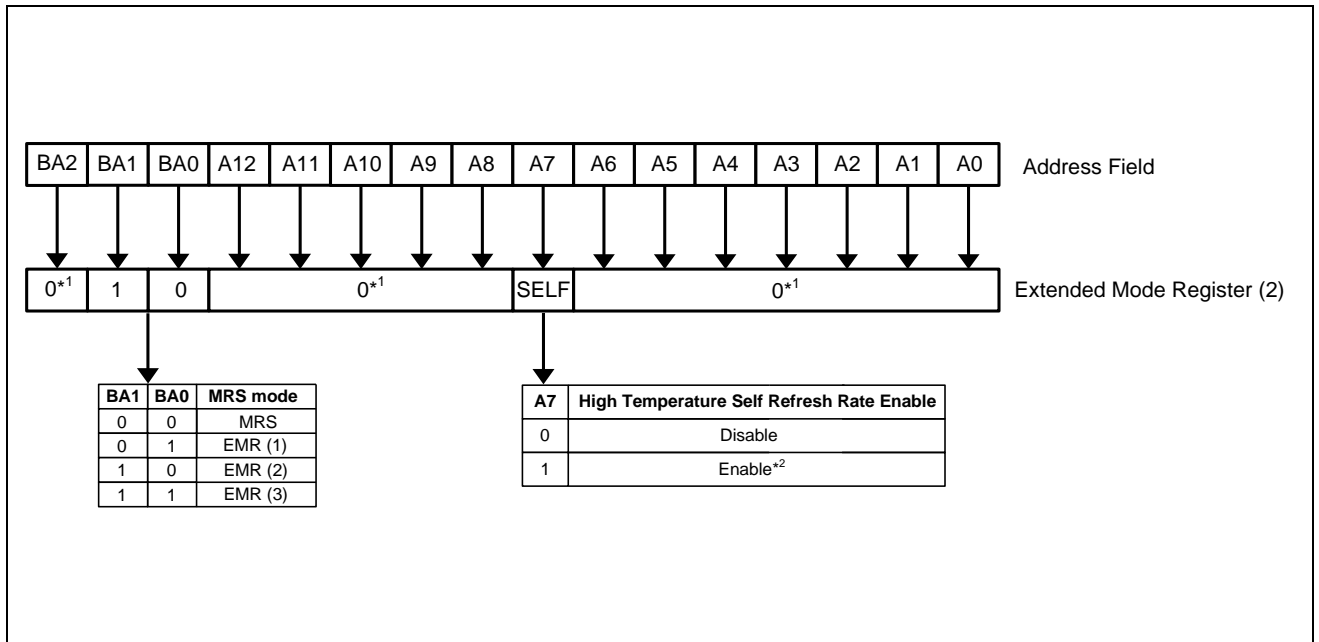 BA2 BA1 BA0 A12 A11 A10 A9 A8 A7 A6 A5 A4 A3 A2 A1 A0 Address Field
0*1 1 0 0*1 SELF 0*1 Extended Mode Register (2)
BA1 BA0 MRS mode
0 0 MRS
0 1 EMR (1)
1 0 EMR (2)
1 1 EMR (3)
A7 High Temperature Self Refresh Rate Enable
0 Disable
1 Enable*2